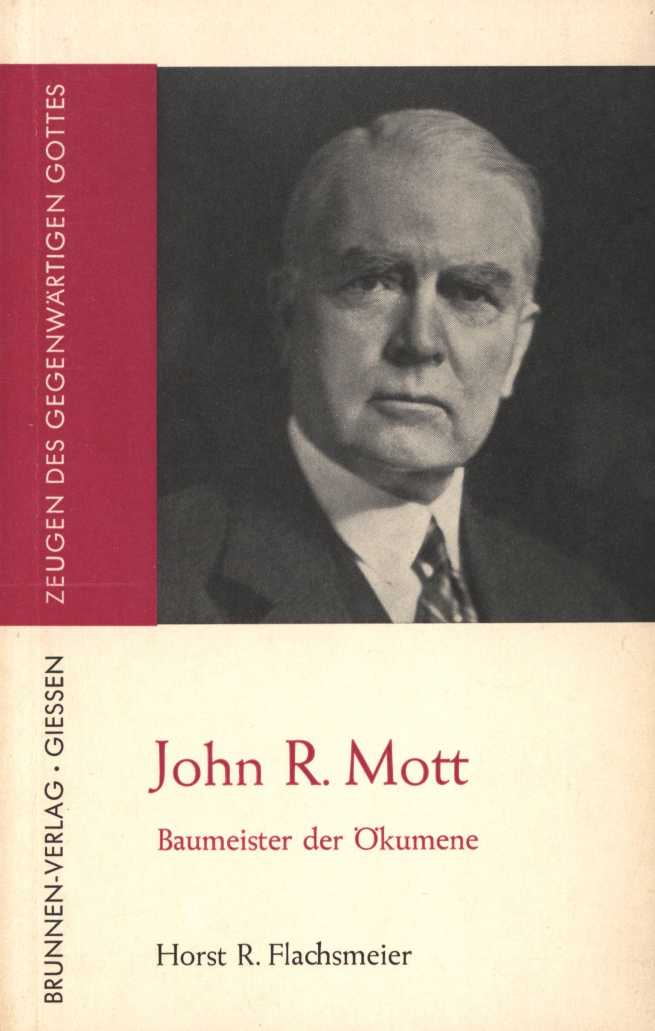 ZEUGEN DES GEGENWÄRTIGEN GOTTES
BRUNNEN-VERLAG · GIESSEN
John R. Mott
Baumeister der Ökumene
Horst R. Flachsmeier